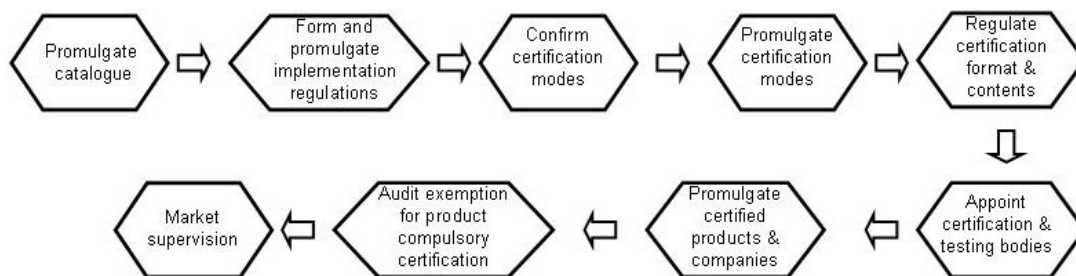 Promulgate
catalogue
Form and
promulgate
implementation
regulations
Confirm
certification
modes
Promulgate
certification
modes
Regulate
certification
format &
contents
Appoint
certification &
testing bodies
Promulgate
certified
products &
companies
Audit exemption
for product
compulsory
certification
Market
supervision